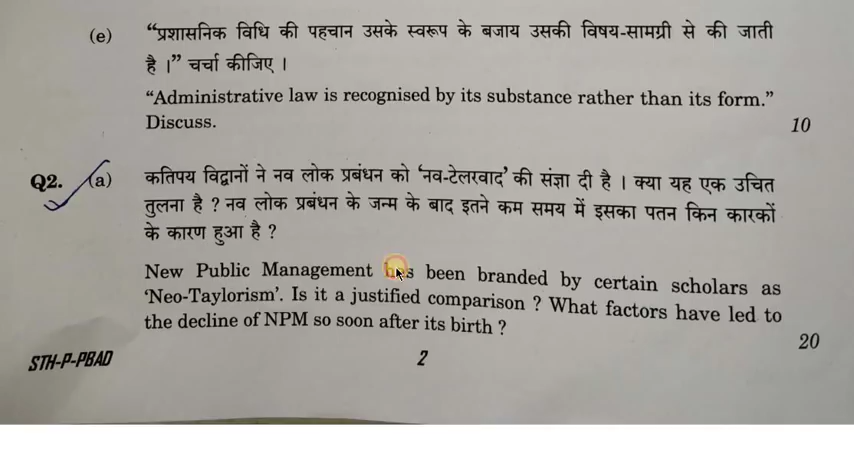 (e) “प्रशासनिक विधि की पहचान उसके स्वरूप के बजाय उसकी विषय-सामग्री से की जाती
है ।” चर्चा कीजिए ।
“Administrative law is recognised by its substance rather than its form.”
Discuss. 10
Q2. (a) कतिपय विद्वानों ने नव लोक प्रबंधन को ‘नव-टेलरवाद’ की संज्ञा दी है । क्या यह एक उचित
तुलना है ? नव लोक प्रबंधन के जन्म के बाद इतने कम समय में इसका पतन किन कारकों
के कारण हुआ है ?
New Public Management has been branded by certain scholars as
‘Neo-Taylorism’. Is it a justified comparison ? What factors have led to
the decline of NPM so soon after its birth ? 20
STH-P-PBAD 2